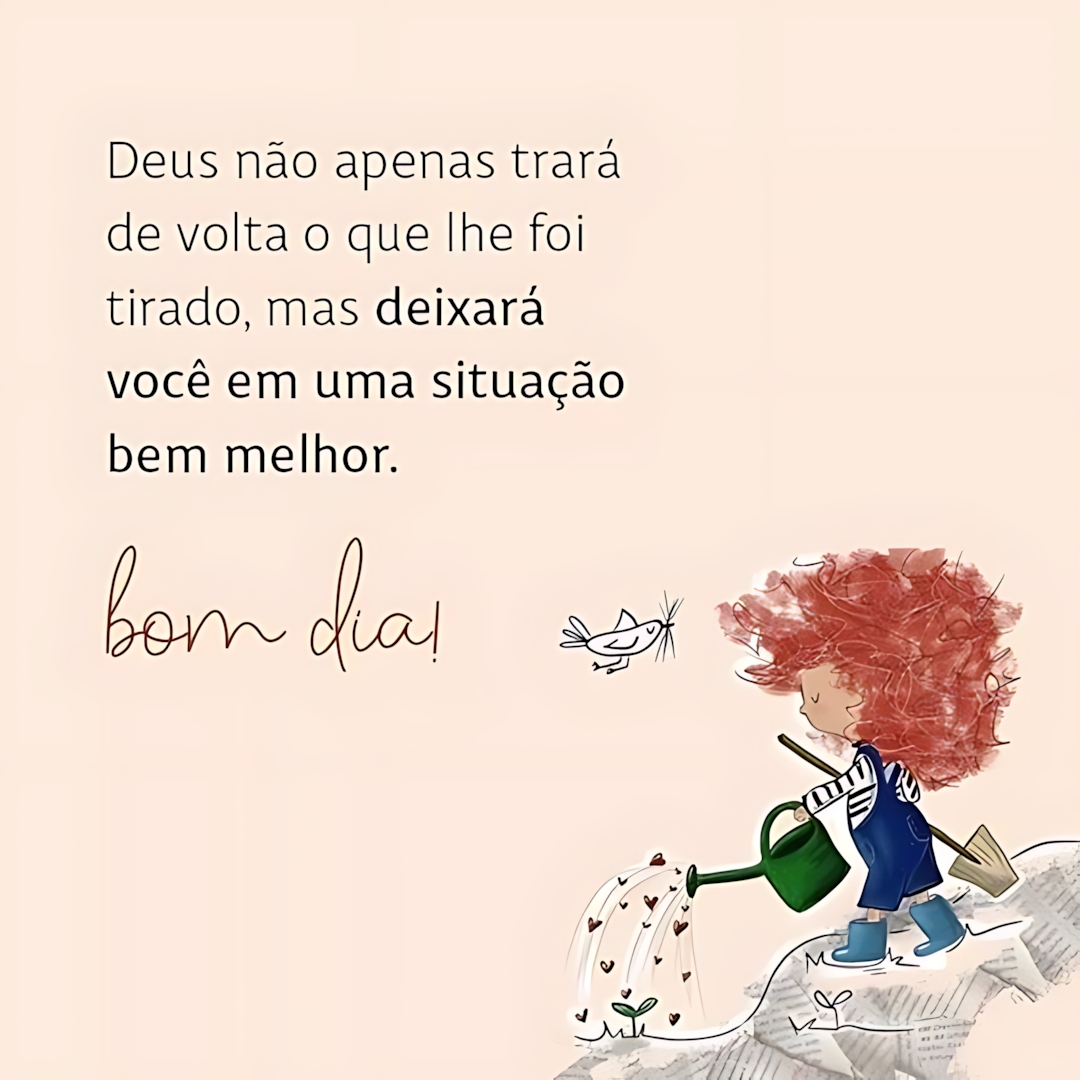 Deus não apenas trará
de volta o que lhe foi
tirado, mas deixará
você em uma situação
bem melhor.
bom dia!